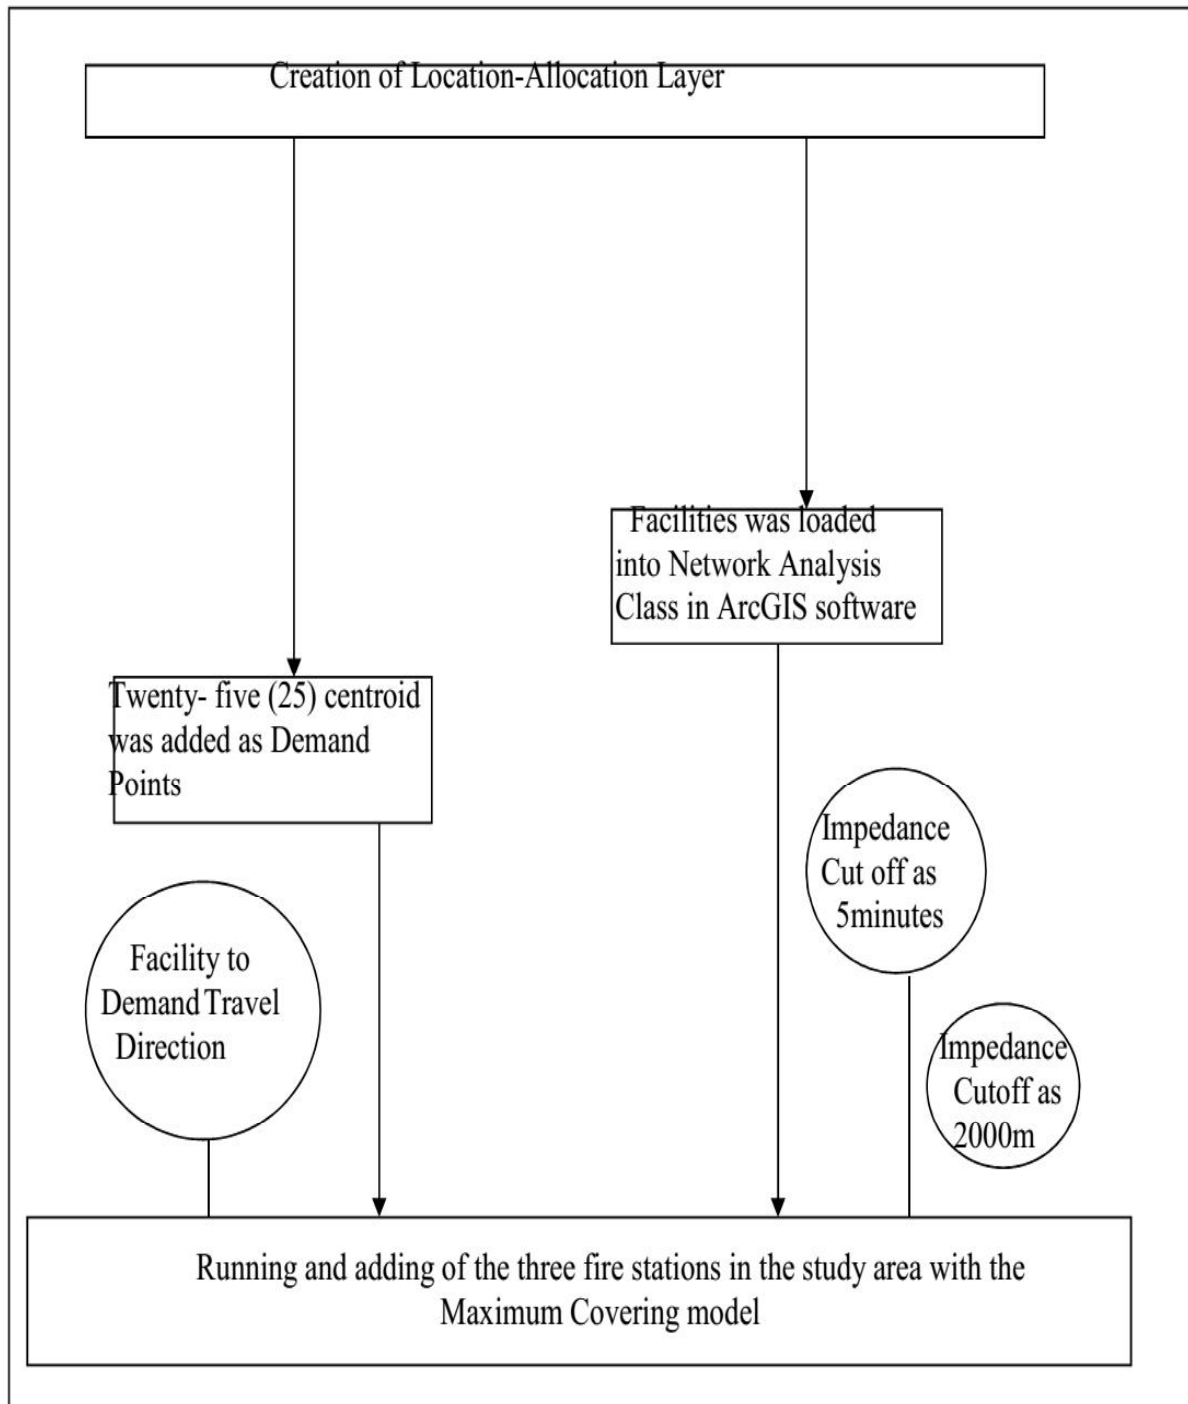 Creation of Location-Allocation Layer
Facilities was loaded
into Network Analysis
Class in ArcGIS software
Twenty- five (25) centroid
was added as Demand
Points
Impedance
Cut off as
5minutes
Facility to
Demand Travel
Direction
Impedance
Cutoff as
2000m
Running and adding of the three fire stations in the study area with the
Maximum Covering model